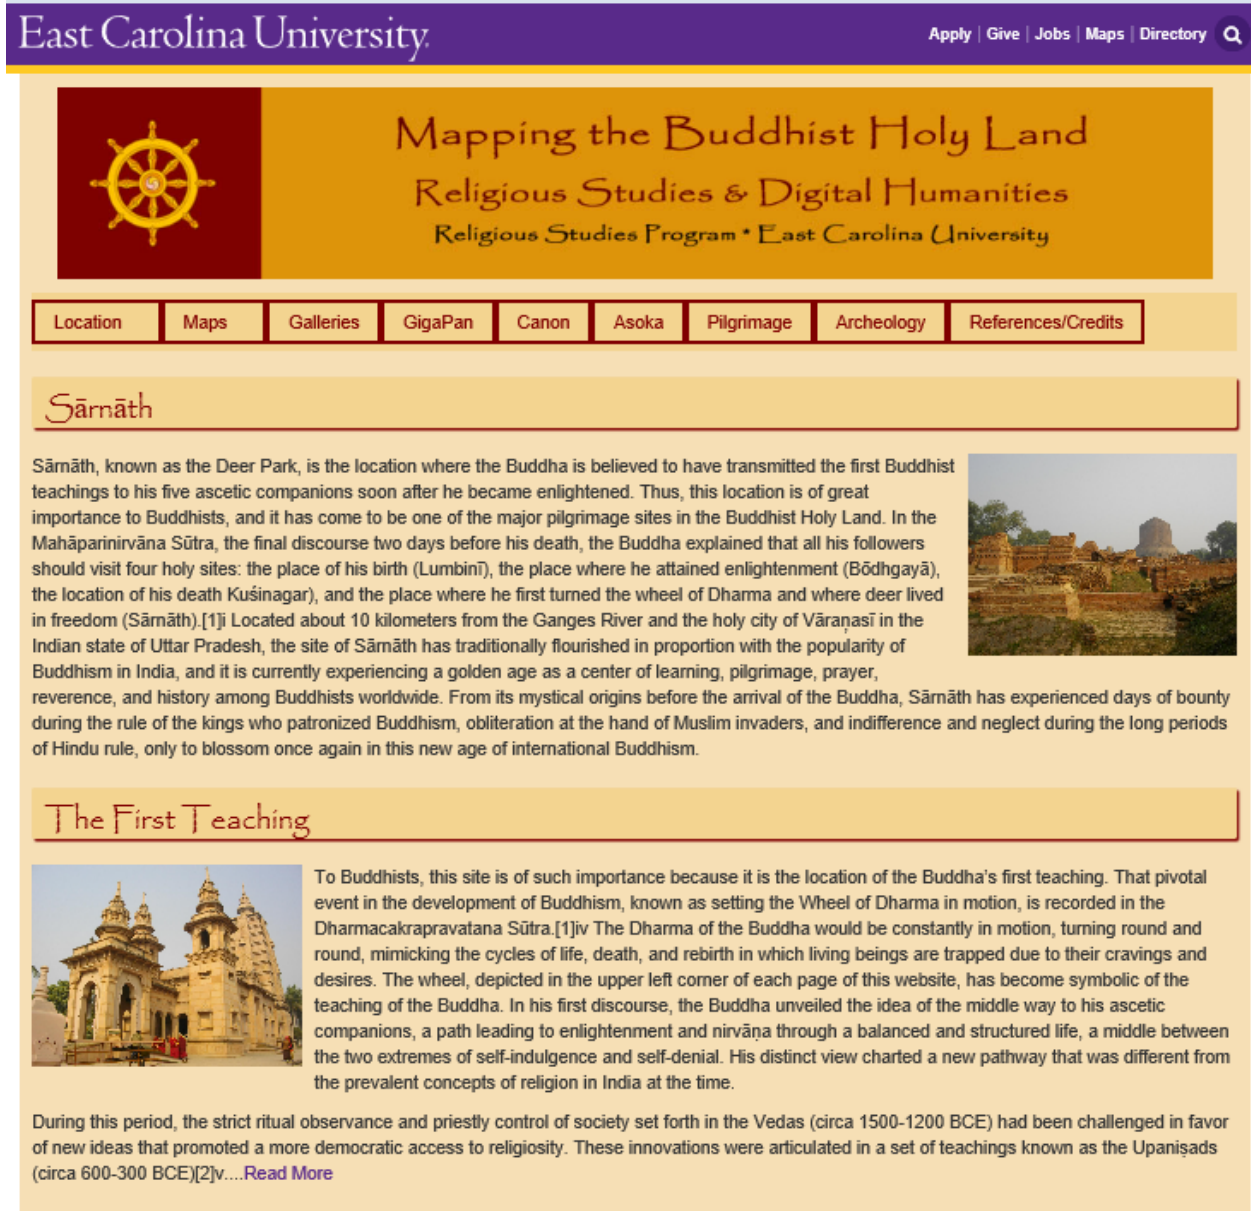 East Carolina University.
Apply | Give | Jobs | Maps | Directory
Mapping the Buddhist Holy Land
Religious Studies & Digital Humanities
Religious Studies Program * East Carolina University
Location Maps Galleries GigaPan Canon Asoka Pilgrimage Archeology References/Credits
Sārnāth
Sārnāth, known as the Deer Park, is the location where the Buddha is believed to have transmitted the first Buddhist
teachings to his five ascetic companions soon after he became enlightened. Thus, this location is of great
importance to Buddhists, and it has come to be one of the major pilgrimage sites in the Buddhist Holy Land. In the
Mahāparinirvāna Sūtra, the final discourse two days before his death, the Buddha explained that all his followers
should visit four holy sites: the place of his birth (Lumbinī), the place where he attained enlightenment (Bōdhgayā),
the location of his death Kuśinagar), and the place where he first turned the wheel of Dharma and where deer lived
in freedom (Sārnāth).[1]i Located about 10 kilometers from the Ganges River and the holy city of Vāraṇasī in the
Indian state of Uttar Pradesh, the site of Sārnāth has traditionally flourished in proportion with the popularity of
Buddhism in India, and it is currently experiencing a golden age as a center of learning, pilgrimage, prayer,
reverence, and history among Buddhists worldwide. From its mystical origins before the arrival of the Buddha, Sārnāth has experienced days of bounty
during the rule of the kings who patronized Buddhism, obliteration at the hand of Muslim invaders, and indifference and neglect during the long periods
of Hindu rule, only to blossom once again in this new age of international Buddhism.
The First Teaching
To Buddhists, this site is of such importance because it is the location of the Buddha's first teaching. That pivotal
event in the development of Buddhism, known as setting the Wheel of Dharma in motion, is recorded in the
Dharmacakrapravatana Sūtra.[1]iv The Dharma of the Buddha would be constantly in motion, turning round and
round, mimicking the cycles of life, death, and rebirth in which living beings are trapped due to their cravings and
desires. The wheel, depicted in the upper left corner of each page of this website, has become symbolic of the
teaching of the Buddha. In his first discourse, the Buddha unveiled the idea of the middle way to his ascetic
companions, a path leading to enlightenment and nirvāṇa through a balanced and structured life, a middle between
the two extremes of self-indulgence and self-denial. His distinct view charted a new pathway that was different from
the prevalent concepts of religion in India at the time.
During this period, the strict ritual observance and priestly control of society set forth in the Vedas (circa 1500-1200 BCE) had been challenged in favor
of new ideas that promoted a more democratic access to religiosity. These innovations were articulated in a set of teachings known as the Upaniṣads
(circa 600-300 BCE)[2]v....Read More